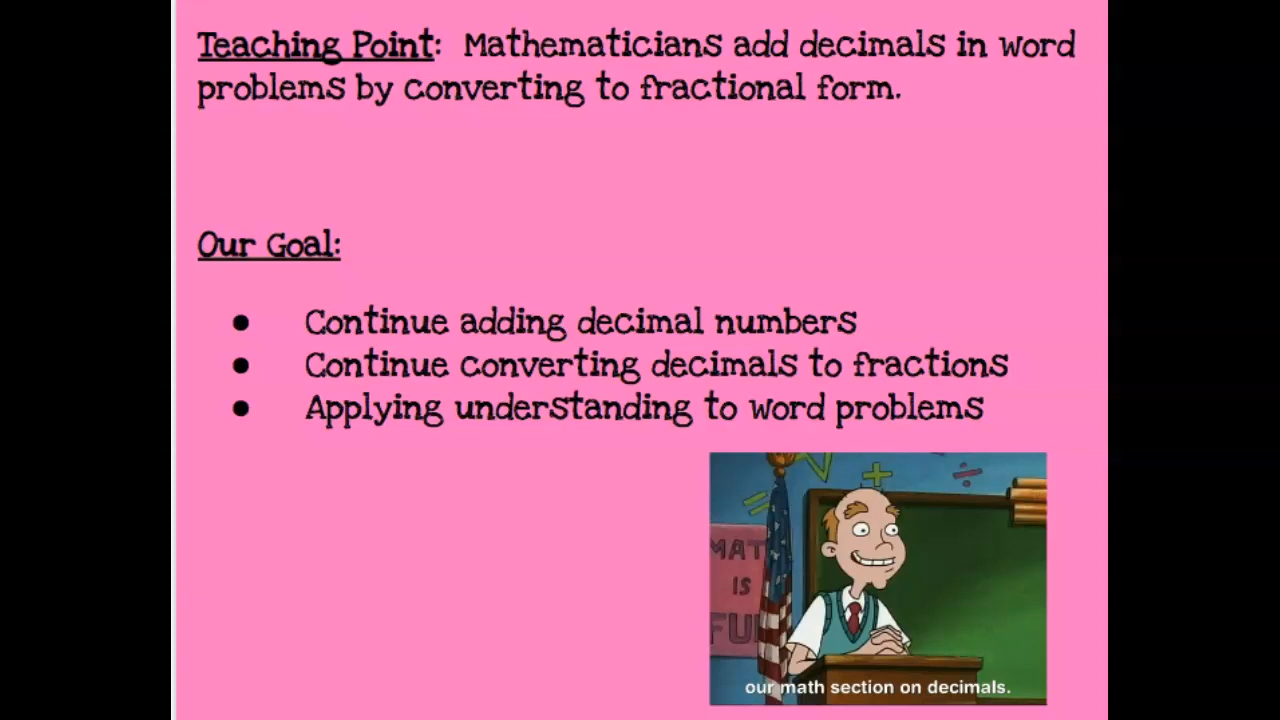 Teaching Point: Mathematicians add decimals in word
problems by converting to fractional form.
Our Goal:
● Continue adding decimal numbers
● Continue converting decimals to fractions
● Applying understanding to word problems
MAT
IS
FU
our math section on decimals.